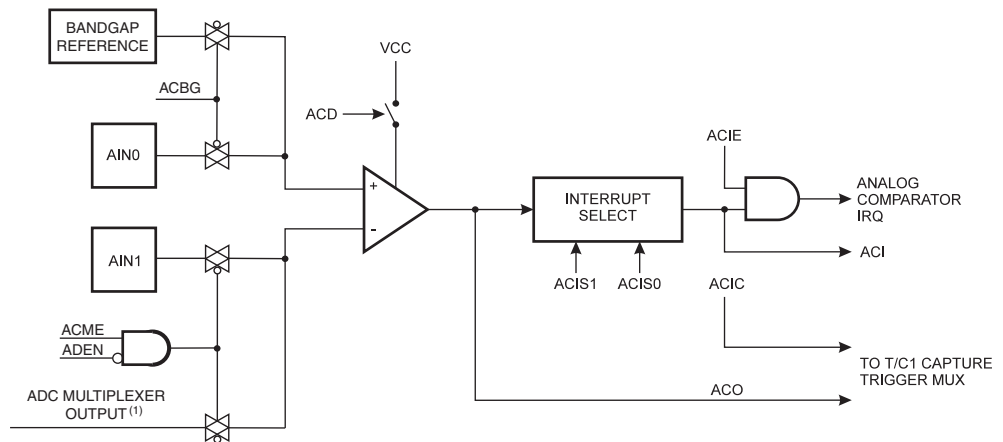 BANDGAP
REFERENCE
ACBG
AIN0
AIN1
ACME
ADEN
ADC MULTIPLEXER
OUTPUT (1)
VCC
ACD
+
-
INTERRUPT
SELECT
ACIS1 ACIS0
ACIE
ANALOG
COMPARATOR
IRQ
ACI
ACIC
TO T/C1 CAPTURE
TRIGGER MUX
ACO